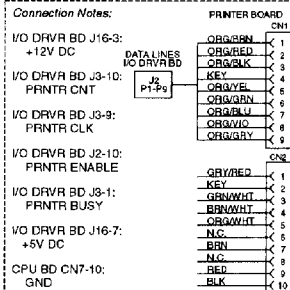 Connection Notes:
PRINTER BOARD
CN1
I/O DRVR BD J16-3:
+12V DC
DATA LINES
I/O DRVR BD
J2
P1-P9
I/O DRVR BD J3-10:
PRNTR CNT
I/O DRVR BD J3-9:
PRNTR CLK
I/O DRVR BD J2-10:
PRNTR ENABLE
I/O DRVR BD J3-1:
PRNTR BUSY
I/O DRVR BD J16-7:
+5V DC
CPU BD CN7-10:
GND
ORG/BRN 1
ORG/RED 2
ORG/BLK 3
KEY 4
ORG/YEL 5
ORG/GRN 6
ORG/BLU 7
ORG/VIO 8
ORG/GRY 9
CN2
GRY/RED 1
KEY 2
GRN/WHT 3
BRN/WHT 4
ORG/WHT 5
N.C. 6
BRN 7
N.C. 8
RED 9
BLK 10